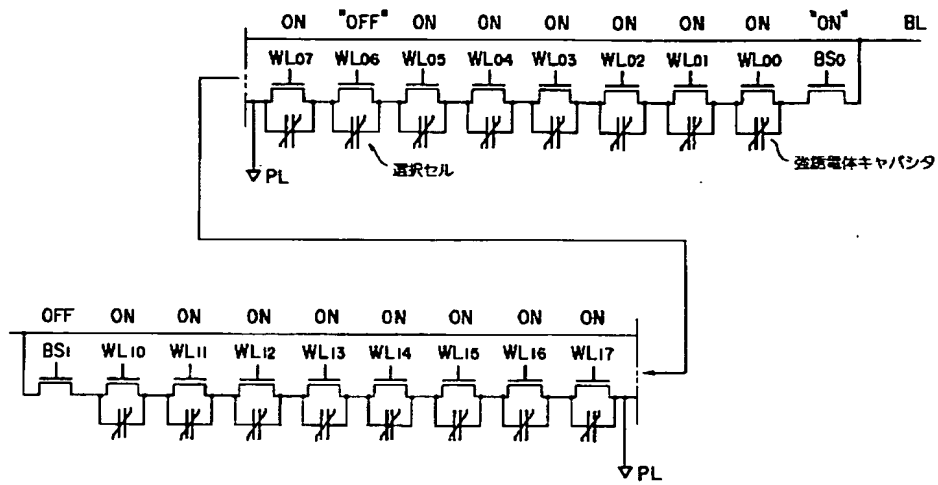 ON "OFF" ON ON ON ON ON ON "ON" BL
WL07 WL06 WL05 WL04 WL03 WL02 WL01 WL00 BS0
PL
選択セル
強誘電体キャパシタ
OFF ON ON ON ON ON ON ON ON
BS1 WL10 WL11 WL12 WL13 WL14 WL15 WL16 WL17
PL